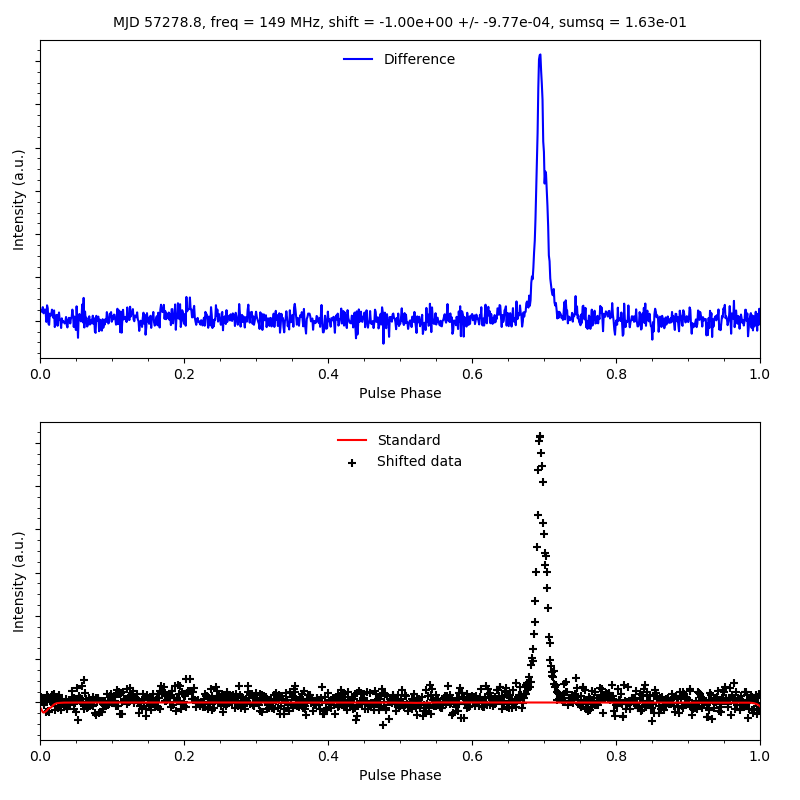 MJD 57278.8, freq = 149 MHz, shift = -1.00e+00 +/- -9.77e-04, sumsq = 1.63e-01
Difference
Intensity (a.u.)
0.0 0.2 0.4 0.6 0.8 1.0
Pulse Phase
Standard
Shifted data
Intensity (a.u.)
0.0 0.2 0.4 0.6 0.8 1.0
Pulse Phase